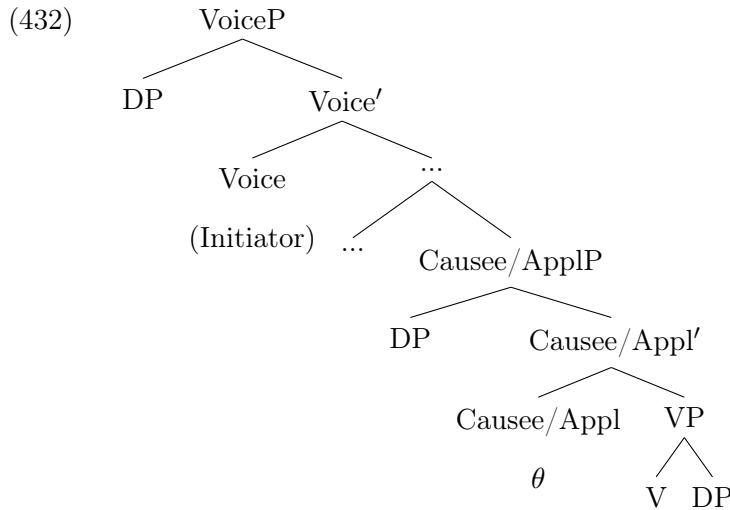 (432) VoiceP
DP Voice′
Voice ...
(Initiator) ...
Causee/ApplP
DP Causee/Appl′
Causee/Appl VP
θ V DP